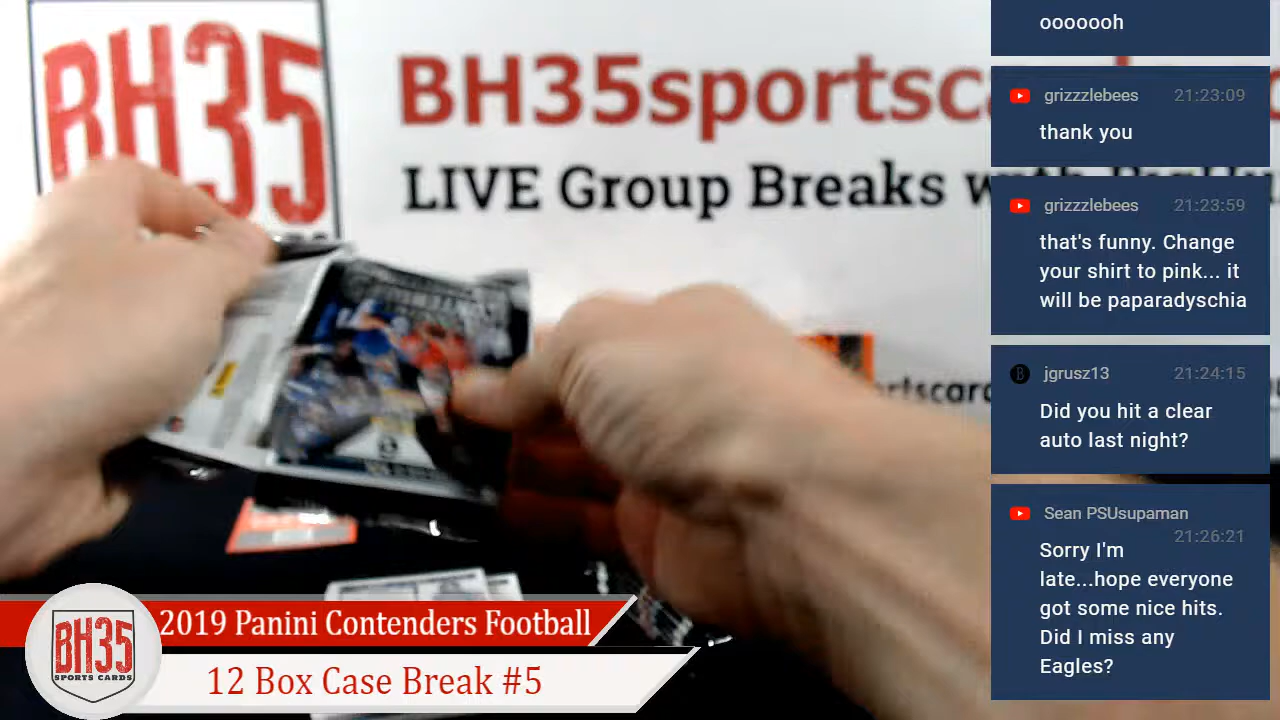 BH35
BH35sportsca
LIVE Group Breaks
ooooooh
grizzzlebees 21:23:09
thank you
grizzzlebees 21:23:59
that's funny. Change
your shirt to pink... it
will be paparadyschia
jgrusz13 21:24:15
Did you hit a clear
auto last night?
Sean PSUsupaman
21:26:21
Sorry I'm
late...hope everyone
got some nice hits.
Did I miss any
Eagles?
2019 Panini Contenders Football
12 Box Case Break #5
BH35
SPORTS CARDS